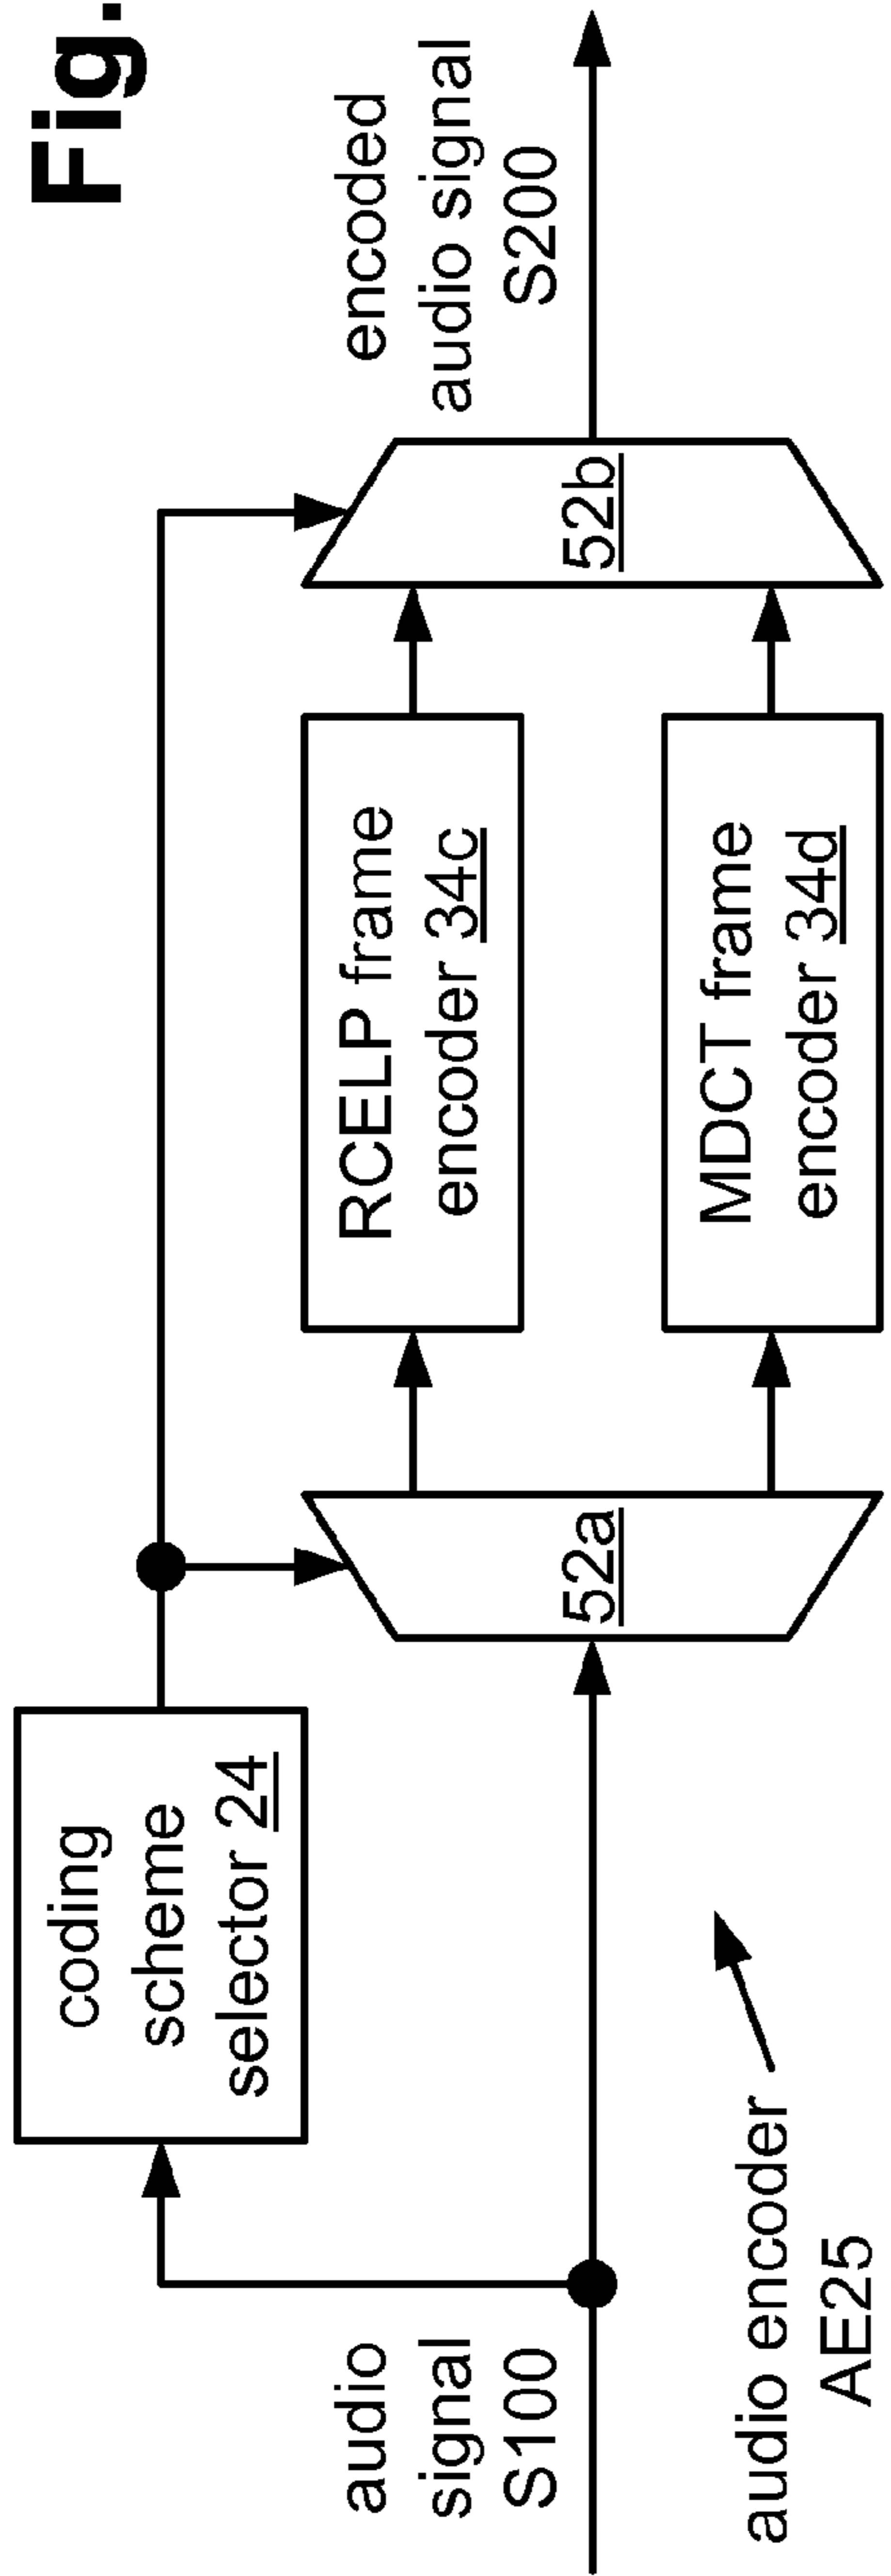 Fig.
coding
scheme
selector 24
audio
signal
S100
52a
RCELP frame
encoder 34c
MDCT frame
encoder 34d
52b
encoded
audio signal
S200
audio encoder
AE25